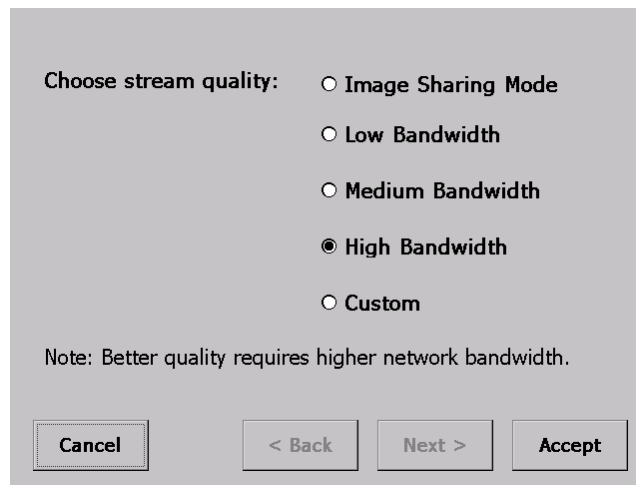 Choose stream quality:
Image Sharing Mode
Low Bandwidth
Medium Bandwidth
High Bandwidth
Custom
Note: Better quality requires higher network bandwidth.
Cancel
< Back
Next >
Accept